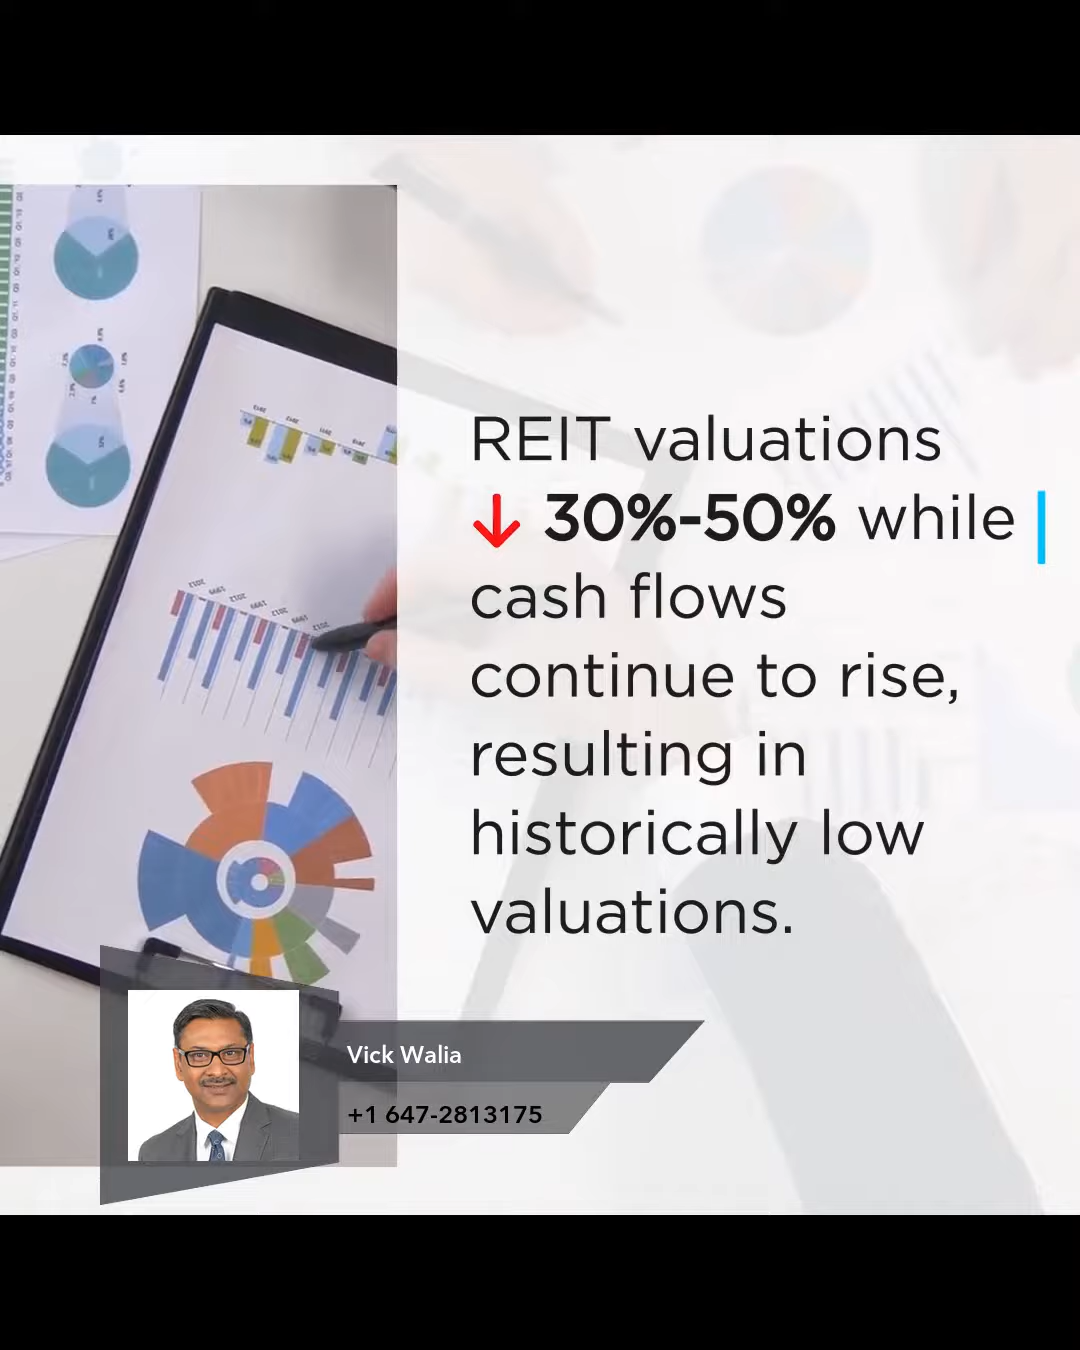 REIT valuations
↓ 30%-50% while
cash flows
continue to rise,
resulting in
historically low
valuations.
Vick Walia
+1 647-2813175